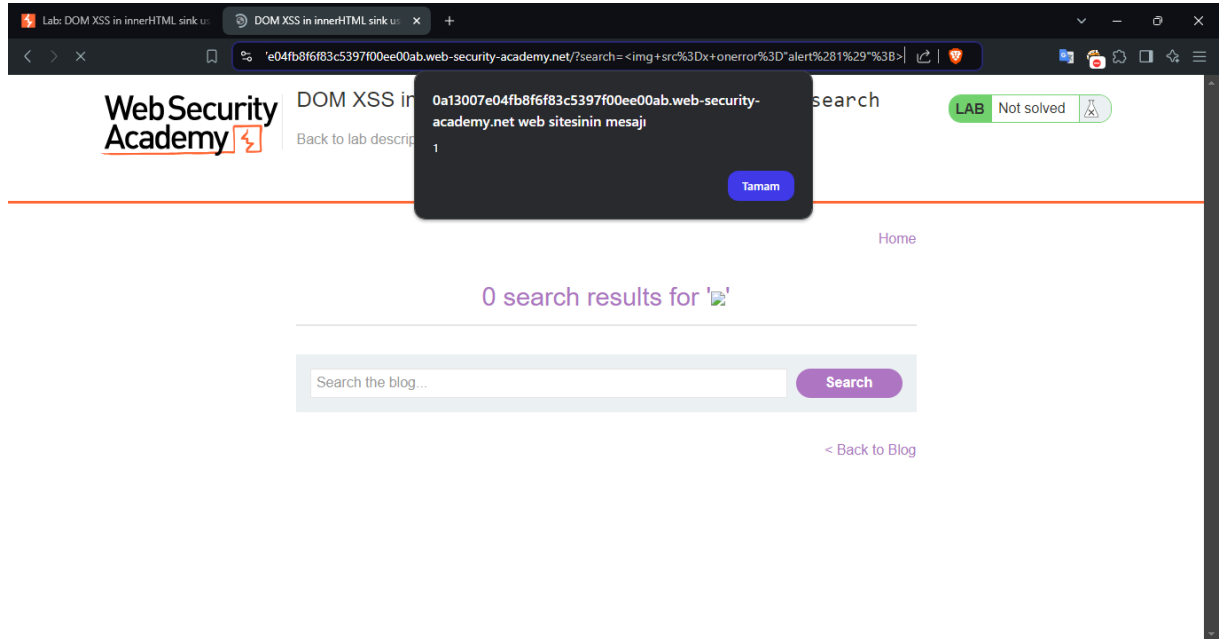 Lab: DOM XSS in innerHTML sink us
DOM XSS in innerHTML sink us
'e04fb8f6f83c5397f00ee00ab.web-security-academy.net/?search=<img+src%3Dx+onerror%3D"alert%281%29"%3B>
WebSecurity
Academy
DOM XSS in
search
Back to lab descrip
LAB Not solved
0a13007e04fb8f6f83c5397f00ee00ab.web-security-
academy.net web sitesinin mesajı
1
Tamam
Home
0 search results for ''
Search the blog...
Search
< Back to Blog